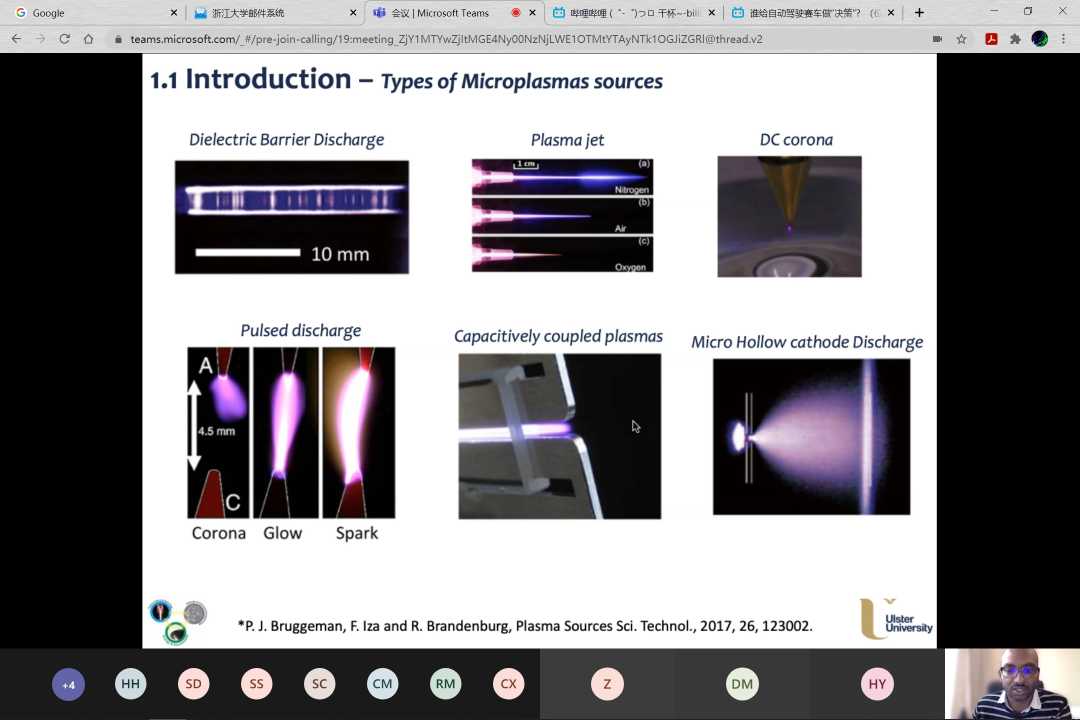 Google
浙江大学邮件系统
会议 | Microsoft Teams
哔哩哔哩 (゜-゜)つロ 干杯~-bili
谁给自动驾驶赛车做"决策"？
teams.microsoft.com/_#/pre-join-calling/19:meeting_ZjY1MTYwZjItMGE4Ny00NzNjLWE1OTMtYTAyNTk1OGJiZGRl@thread.v2
1.1 Introduction – Types of Microplasmas sources
Dielectric Barrier Discharge
Plasma jet
DC corona
10 mm
1 cm
(a)
Nitrogen
(b)
Air
(c)
Oxygen
Pulsed discharge
Capacitively coupled plasmas
Micro Hollow cathode Discharge
A
4.5 mm
C
Corona
Glow
Spark
*P. J. Bruggeman, F. Iza and R. Brandenburg, Plasma Sources Sci. Technol., 2017, 26, 123002.
Ulster
University
+4
HH
SD
SS
SC
CM
RM
CX
Z
DM
HY